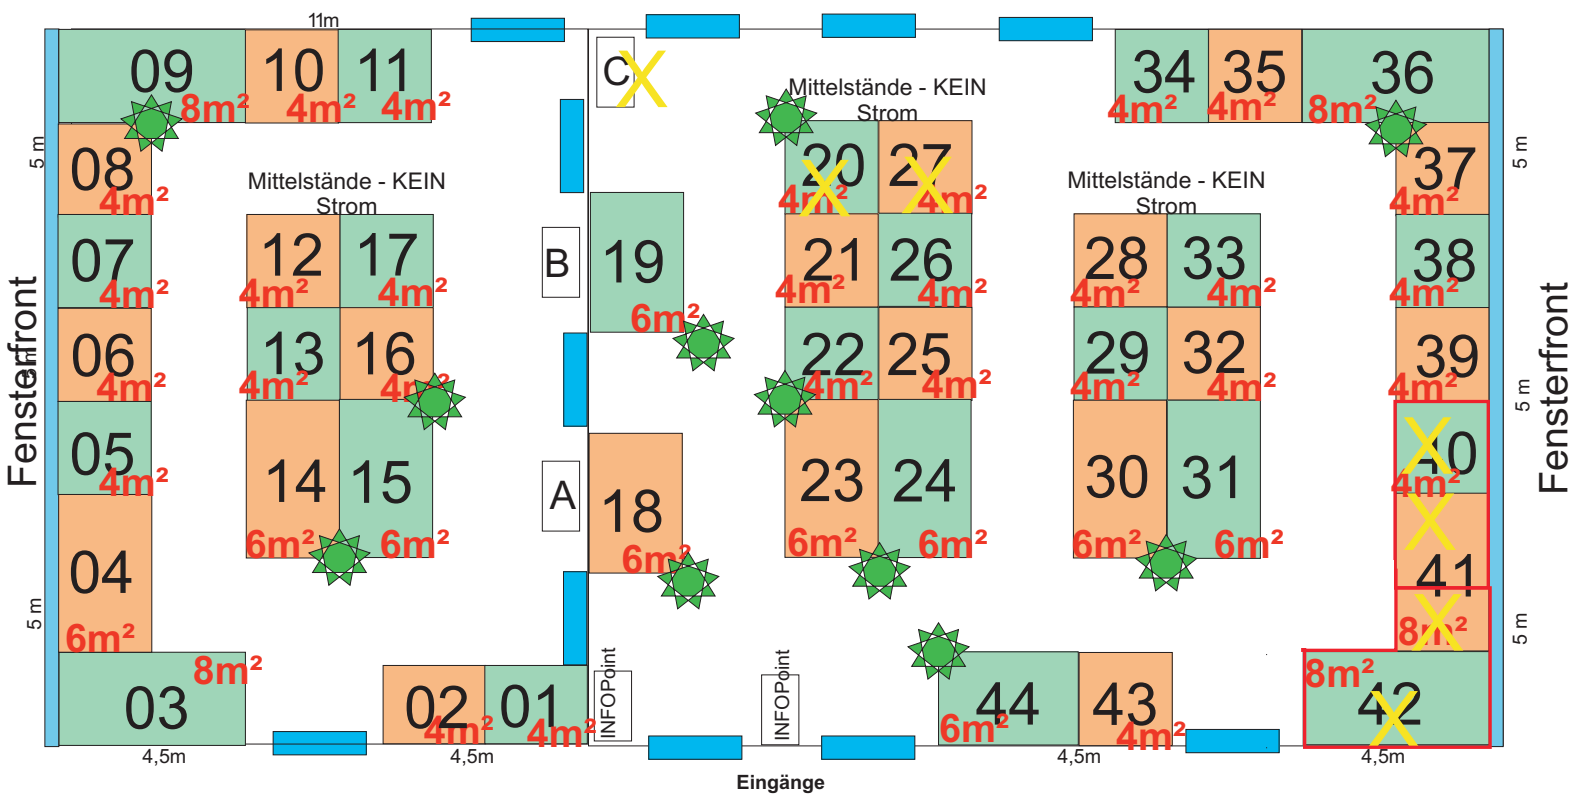 11m
09
8m²
10
4m²
11
4m²
C
X
Mittelstände - KEIN
Strom
34
4m²
35
4m²
36
8m²
5 m
08
4m²
Mittelstände - KEIN
Strom
20
4m²
X
27
4m²
X
Mittelstände - KEIN
Strom
37
4m²
5 m
07
4m²
12
4m²
17
4m²
B
19
6m²
21
4m²
26
4m²
28
4m²
33
4m²
38
4m²
Fensterfront
06
4m²
13
4m²
16
4m²
22
4m²
25
4m²
29
4m²
32
4m²
39
4m²
5 m
Fensterfront
05
4m²
14
6m²
15
6m²
A
18
6m²
23
6m²
24
6m²
30
6m²
31
6m²
40
4m²
X
04
6m²
5 m
X
41
8m²
X
5 m
03
8m²
02
4m²
01
4m²
INFOPoint
INFOPoint
44
6m²
43
4m²
8m²
42
X
4,5m
4,5m
4,5m
4,5m
Eingänge